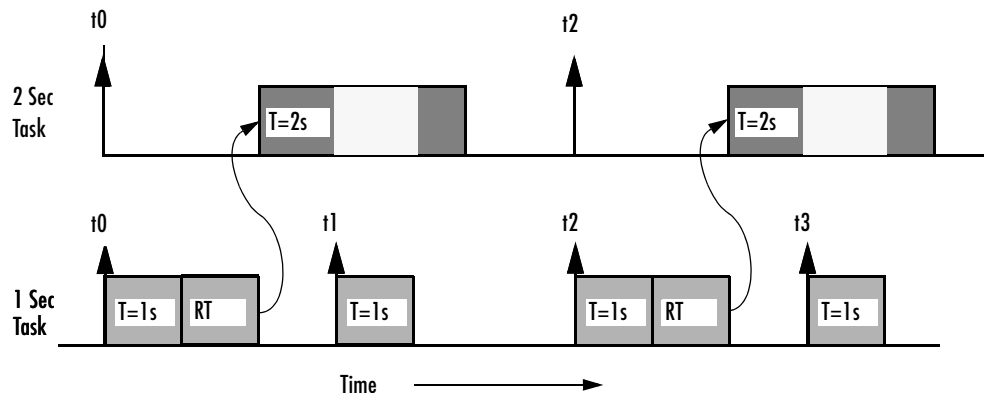 t0
t2
2 Sec
Task
T=2s
T=2s
t0
t1
t2
t3
1 Sec
Task
T=1s
RT
T=1s
T=1s
RT
T=1s
Time